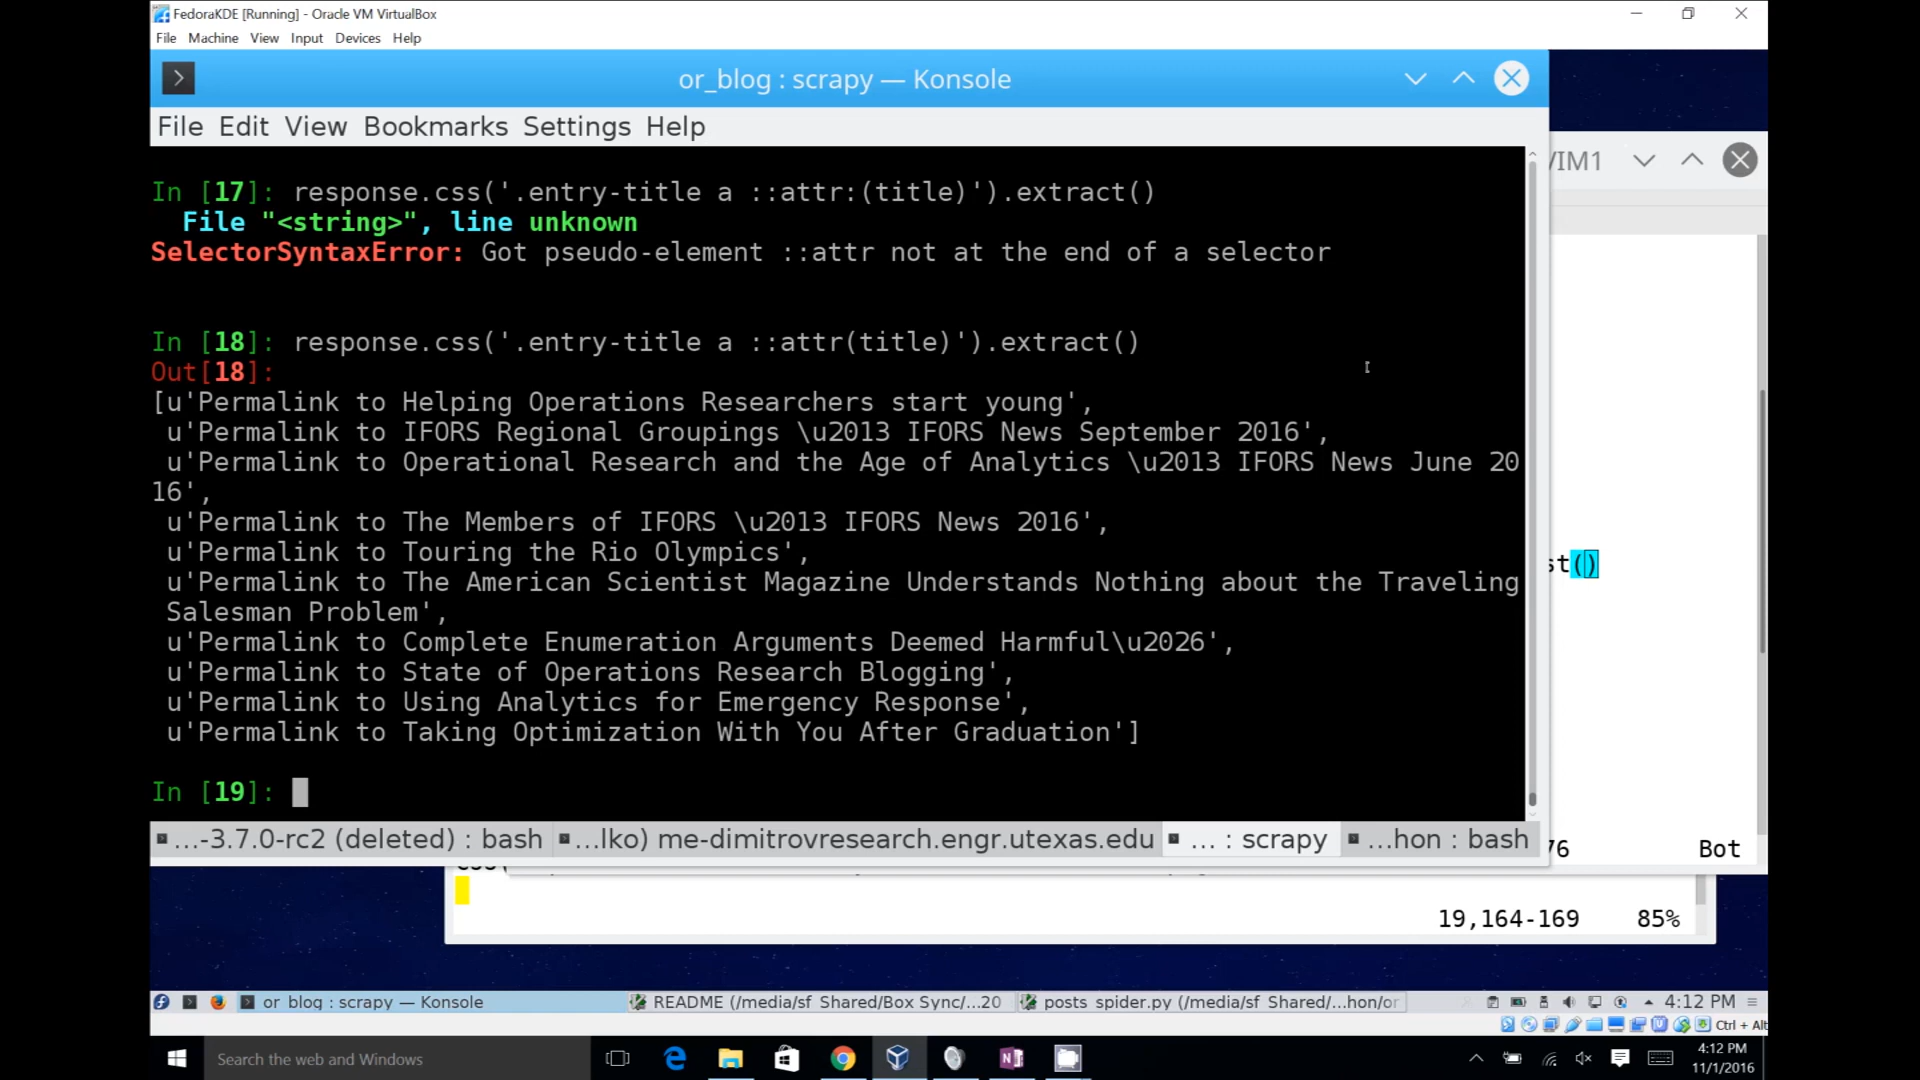 FedoraKDE [Running] - Oracle VM VirtualBox
File Machine View Input Devices Help
or_blog : scrapy — Konsole
File Edit View Bookmarks Settings Help
VIM1
In [17]: response.css('.entry-title a ::attr:(title)').extract()
File "<string>", line unknown
SelectorSyntaxError: Got pseudo-element ::attr not at the end of a selector
In [18]: response.css('.entry-title a ::attr(title)').extract()
Out[18]:
[u'Permalink to Helping Operations Researchers start young',
u'Permalink to IFORS Regional Groupings \u2013 IFORS News September 2016',
u'Permalink to Operational Research and the Age of Analytics \u2013 IFORS News June 20
16',
u'Permalink to The Members of IFORS \u2013 IFORS News 2016',
u'Permalink to Touring the Rio Olympics',
st()
u'Permalink to The American Scientist Magazine Understands Nothing about the Traveling
Salesman Problem',
u'Permalink to Complete Enumeration Arguments Deemed Harmful\u2026',
u'Permalink to State of Operations Research Blogging',
u'Permalink to Using Analytics for Emergency Response',
u'Permalink to Taking Optimization With You After Graduation']
In [19]:
...-3.7.0-rc2 (deleted) : bash ...lko) me-dimitrovresearch.engr.utexas.edu ... : scrapy ...hon : bash
76 Bot
19,164-169 85%
or_blog : scrapy — Konsole README (/media/sf_Shared/Box Sync/...20 posts_spider.py (/media/sf_Shared/...hon/or 4:12 PM
Ctrl + Alt
Search the web and Windows
4:12 PM
11/1/2016